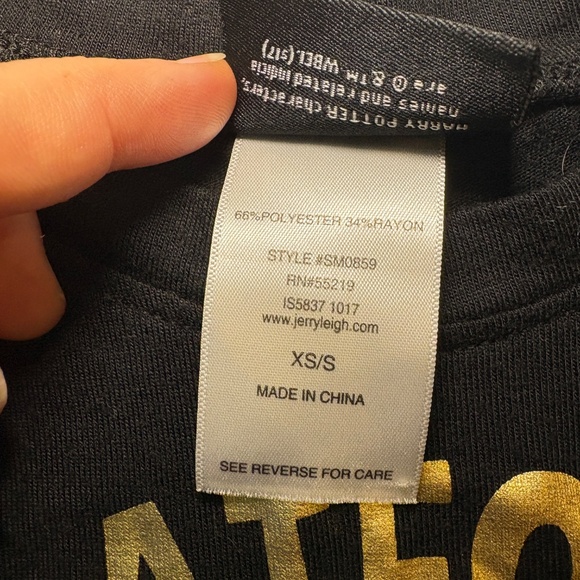 HARRY POTTER characters,
names and related indicia
are © & ™ WBEI. (s17)
66%POLYESTER 34%RAYON
STYLE #SM0859
RN#55219
IS5837 1017
www.jerryleigh.com
XS/S
MADE IN CHINA
SEE REVERSE FOR CARE
ATFO